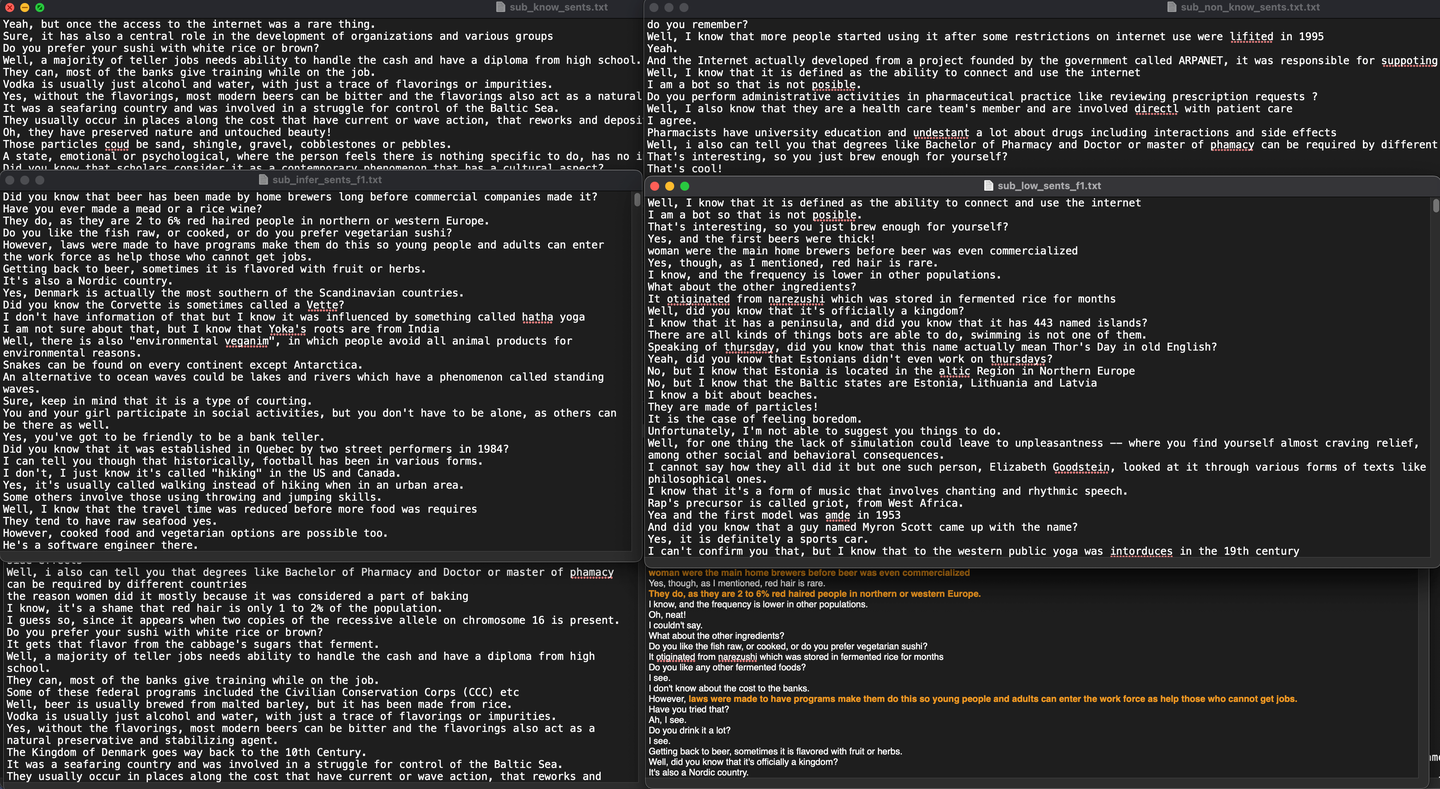 sub_know_sents.txt
Yeah, but once the access to the internet was a rare thing.
Sure, it has also a central role in the development of organizations and various groups
Do you prefer your sushi with white rice or brown?
Well, a majority of teller jobs needs ability to handle the cash and have a diploma from high school.
They can, most of the banks give training while on the job.
Vodka is usually just alcohol and water, with just a trace of flavorings or impurities.
Yes, without the flavorings, most modern beers can be bitter and the flavorings also act as a natural
It was a seafaring country and was involved in a struggle for control of the Baltic Sea.
They usually occur in places along the cost that have current or wave action, that reworks and deposi
Oh, they have preserved nature and untouched beauty!
Those particles coud be sand, shingle, gravel, cobblestones or pebbles.
A state, emotional or psychological, where the person feels there is nothing specific to do, has no i
Did you know that scholars consider it as a contemporary phenomenon that has a cultural aspect?
sub_non_know_sents.txt.txt
do you remember?
Well, I know that more people started using it after some restrictions on internet use were lifited in 1995
Yeah.
And the Internet actually developed from a project founded by the government called ARPANET, it was responsible for suppoting
Well, I know that it is defined as the ability to connect and use the internet
I am a bot so that is not posible.
Do you perform administrative activities in pharmaceutical practice like reviewing prescription requests ?
Well, I also know that they are a health care team's member and are involved directl with patient care
I agree.
Pharmacists have university education and undestant a lot about drugs including interactions and side effects
Well, i also can tell you that degrees like Bachelor of Pharmacy and Doctor or master of phamacy can be required by different
That's interesting, so you just brew enough for yourself?
That's cool!
sub_infer_sents_f1.txt
Did you know that beer has been made by home brewers long before commercial companies made it?
Have you ever made a mead or a rice wine?
They do, as they are 2 to 6% red haired people in northern or western Europe.
Do you like the fish raw, or cooked, or do you prefer vegetarian sushi?
However, laws were made to have programs make them do this so young people and adults can enter
the work force as help those who cannot get jobs.
Getting back to beer, sometimes it is flavored with fruit or herbs.
It's also a Nordic country.
Yes, Denmark is actually the most southern of the Scandinavian countries.
Did you know the Corvette is sometimes called a Vette?
I don't have information of that but I know it was influenced by something called hatha yoga
I am not sure about that, but I know that Yoka's roots are from India
Well, there is also "environmental veganim", in which people avoid all animal products for
environmental reasons.
Snakes can be found on every continent except Antarctica.
An alternative to ocean waves could be lakes and rivers which have a phenomenon called standing
waves.
Sure, keep in mind that it is a type of courting.
You and your girl participate in social activities, but you don't have to be alone, as others can
be there as well.
Yes, you've got to be friendly to be a bank teller.
Did you know that it was established in Quebec by two street performers in 1984?
I can tell you though that historically, football has been in various forms.
I don't, I just know it's called "hiking" in the US and Canada.
Yes, it's usually called walking instead of hiking when in an urban area.
Some others involve those using throwing and jumping skills.
Well, I know that the travel time was reduced before more food was requires
They tend to have raw seafood yes.
However, cooked food and vegetarian options are possible too.
He's a software engineer there.
sub_low_sents_f1.txt
Well, I know that it is defined as the ability to connect and use the internet
I am a bot so that is not posible.
That's interesting, so you just brew enough for yourself?
Yes, and the first beers were thick!
woman were the main home brewers before beer was even commercialized
Yes, though, as I mentioned, red hair is rare.
I know, and the frequency is lower in other populations.
What about the other ingredients?
It otiginated from narezushi which was stored in fermented rice for months
Well, did you know that it's officially a kingdom?
I know that it has a peninsula, and did you know that it has 443 named islands?
There are all kinds of things bots are able to do, swimming is not one of them.
Speaking of thursday, did you know that this name actually mean Thor's Day in old English?
Yeah, did you know that Estonians didn't even work on thursdays?
No, but I know that Estonia is located in the altic Region in Northern Europe
No, but I know that the Baltic states are Estonia, Lithuania and Latvia
I know a bit about beaches.
They are made of particles!
It is the case of feeling boredom.
Unfortunately, I'm not able to suggest you things to do.
Well, for one thing the lack of simulation could leave to unpleasantness -- where you find yourself almost craving relief,
among other social and behavioral consequences.
I cannot say how they all did it but one such person, Elizabeth Goodstein, looked at it through various forms of texts like
philosophical ones.
I know that it's a form of music that involves chanting and rhythmic speech.
Rap's precursor is called griot, from West Africa.
Yea and the first model was amde in 1953
And did you know that a guy named Myron Scott came up with the name?
Yes, it is definitely a sports car.
I can't confirm you that, but I know that to the western public yoga was intorduces in the 19th century
Well, i also can tell you that degrees like Bachelor of Pharmacy and Doctor or master of phamacy
can be required by different countries
the reason women did it mostly because it was considered a part of baking
I know, it's a shame that red hair is only 1 to 2% of the population.
I guess so, since it appears when two copies of the recessive allele on chromosome 16 is present.
Do you prefer your sushi with white rice or brown?
It gets that flavor from the cabbage's sugars that ferment.
Well, a majority of teller jobs needs ability to handle the cash and have a diploma from high
school.
They can, most of the banks give training while on the job.
Some of these federal programs included the Civilian Conservation Corps (CCC) etc
Well, beer is usually brewed from malted barley, but it has been made from rice.
Vodka is usually just alcohol and water, with just a trace of flavorings or impurities.
Yes, without the flavorings, most modern beers can be bitter and the flavorings also act as a
natural preservative and stabilizing agent.
The Kingdom of Denmark goes way back to the 10th Century.
It was a seafaring country and was involved in a struggle for control of the Baltic Sea.
They usually occur in places along the cost that have current or wave action, that reworks and
woman were the main home brewers before beer was even commercialized
Yes, though, as I mentioned, red hair is rare.
They do, as they are 2 to 6% red haired people in northern or western Europe.
I know, and the frequency is lower in other populations.
Oh, neat!
I couldn't say.
What about the other ingredients?
Do you like the fish raw, or cooked, or do you prefer vegetarian sushi?
It otiginated from narezushi which was stored in fermented rice for months
Do you like any other fermented foods?
I see.
I don't know about the cost to the banks.
However, laws were made to have programs make them do this so young people and adults can enter the work force as help those who cannot get jobs.
Have you tried that?
Ah, I see.
Do you drink it a lot?
I see.
Getting back to beer, sometimes it is flavored with fruit or herbs.
Well, did you know that it's officially a kingdom?
It's also a Nordic country.